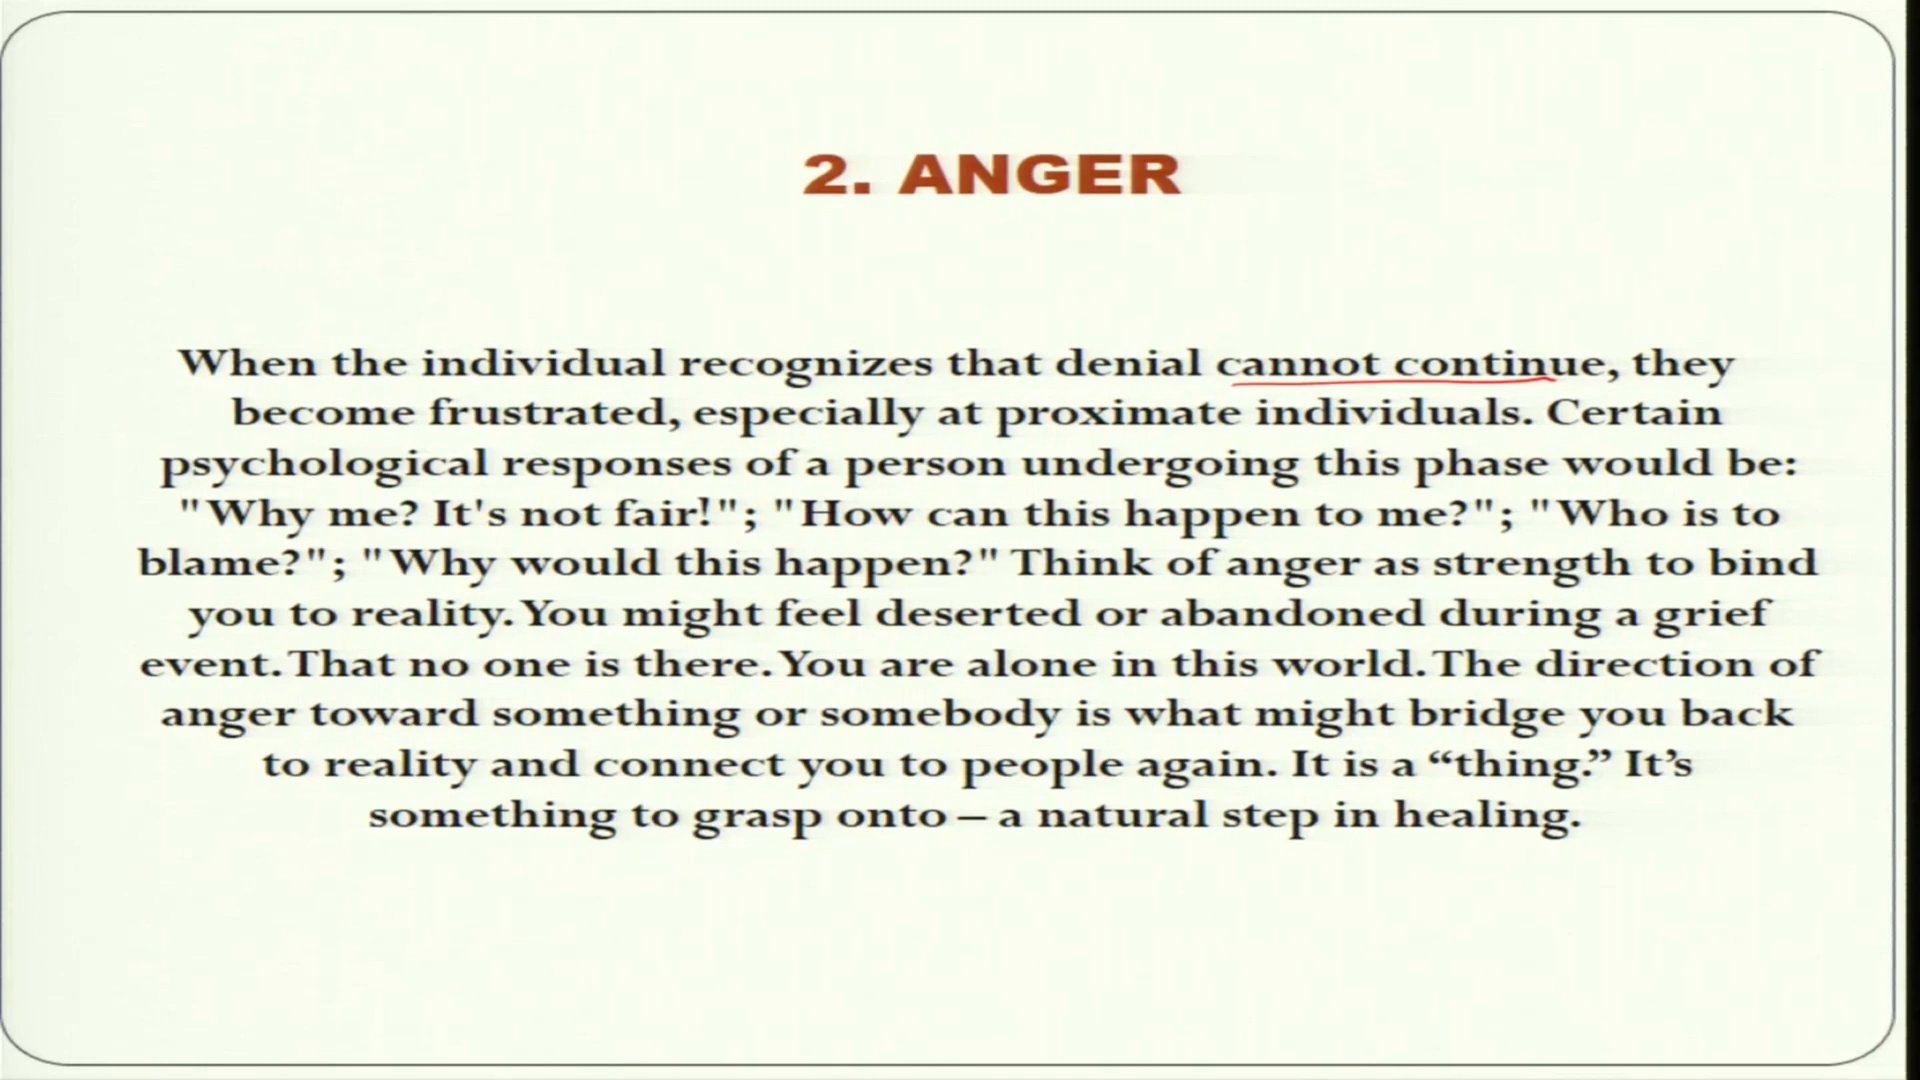 2. ANGER
When the individual recognizes that denial cannot continue, they
become frustrated, especially at proximate individuals. Certain
psychological responses of a person undergoing this phase would be:
"Why me? It's not fair!"; "How can this happen to me?"; "Who is to
blame?"; "Why would this happen?" Think of anger as strength to bind
you to reality. You might feel deserted or abandoned during a grief
event. That no one is there. You are alone in this world. The direction of
anger toward something or somebody is what might bridge you back
to reality and connect you to people again. It is a “thing.” It’s
something to grasp onto – a natural step in healing.